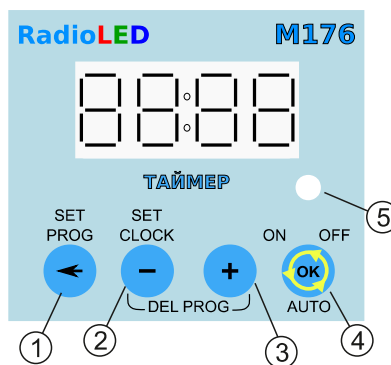 RadioLED M176
88:88
ТАЙМЕР
SET PROG
SET CLOCK
ON OFF
-
+
OK
DEL PROG
AUTO
1
2
3
4
5